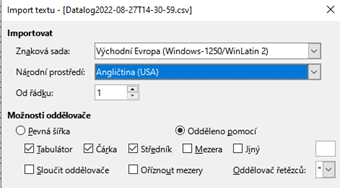 Import textu - [Datalog2022-08-27T14-30-59.csv]
Importovat
Znaková sada: Východní Evropa (Windows-1250/WinLatin 2)
Národní prostředí: Angličtina (USA)
Od řádku: 1
Možnosti oddělovače
Pevná šířka Odděleno pomocí
Tabulátor Čárka Středník Mezera Jiný
Sloučit oddělovače Oříznout mezery Oddělovač řetězců: "